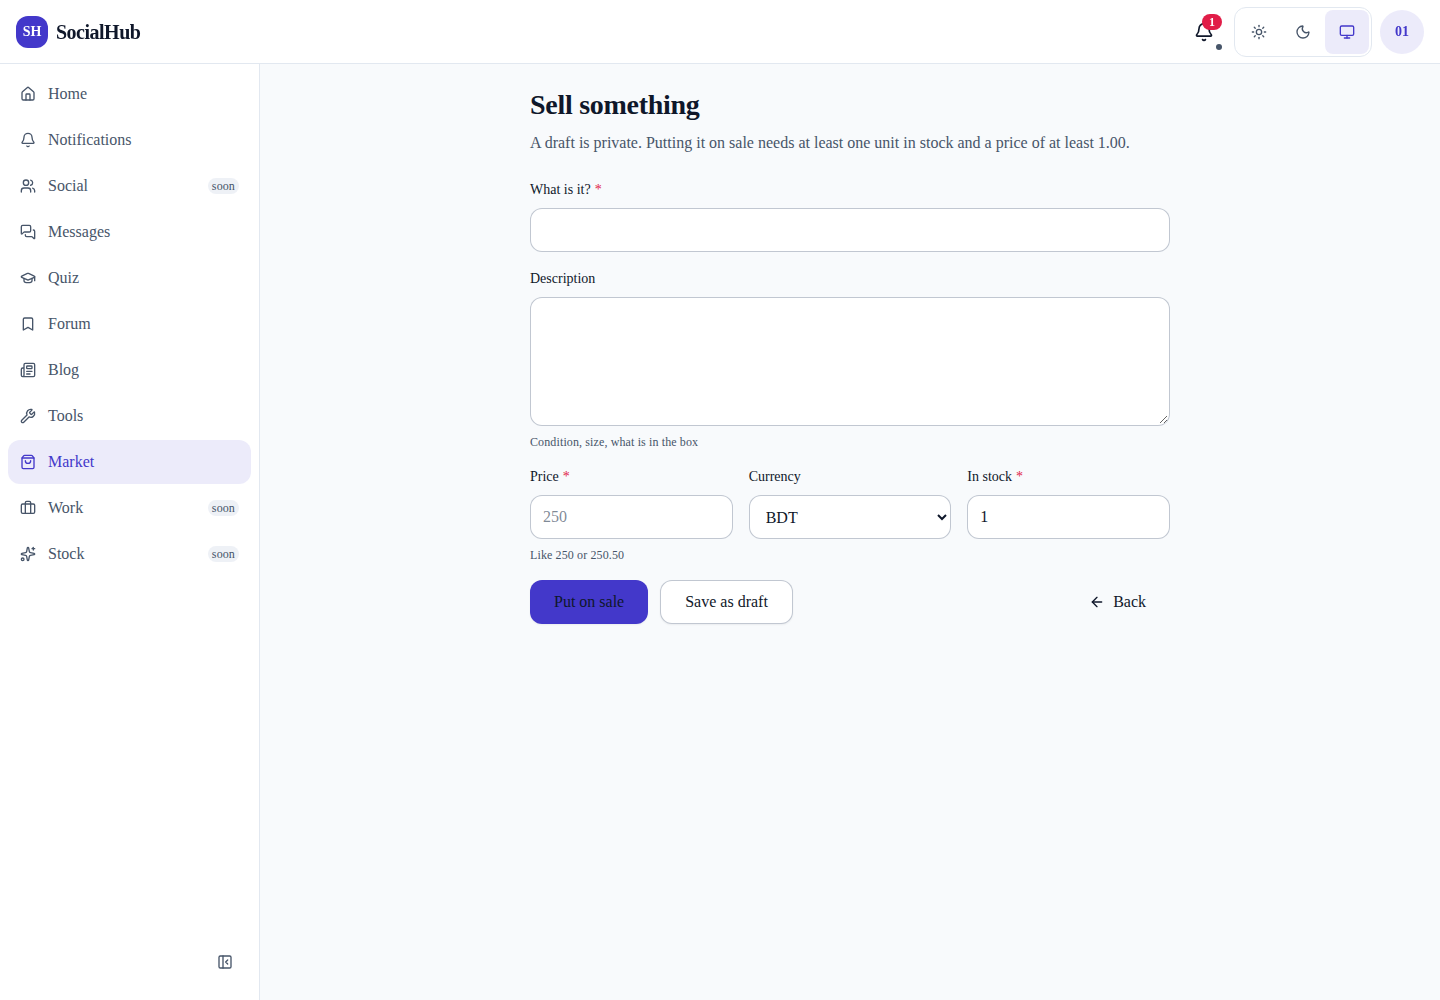 SH SocialHub
1
01
Home
Notifications
Social soon
Messages
Quiz
Forum
Blog
Tools
Market
Work soon
Stock soon
Sell something
A draft is private. Putting it on sale needs at least one unit in stock and a price of at least 1.00.
What is it? *
Description
Condition, size, what is in the box
Price * Currency In stock *
250 BDT 1
Like 250 or 250.50
Put on sale Save as draft Back